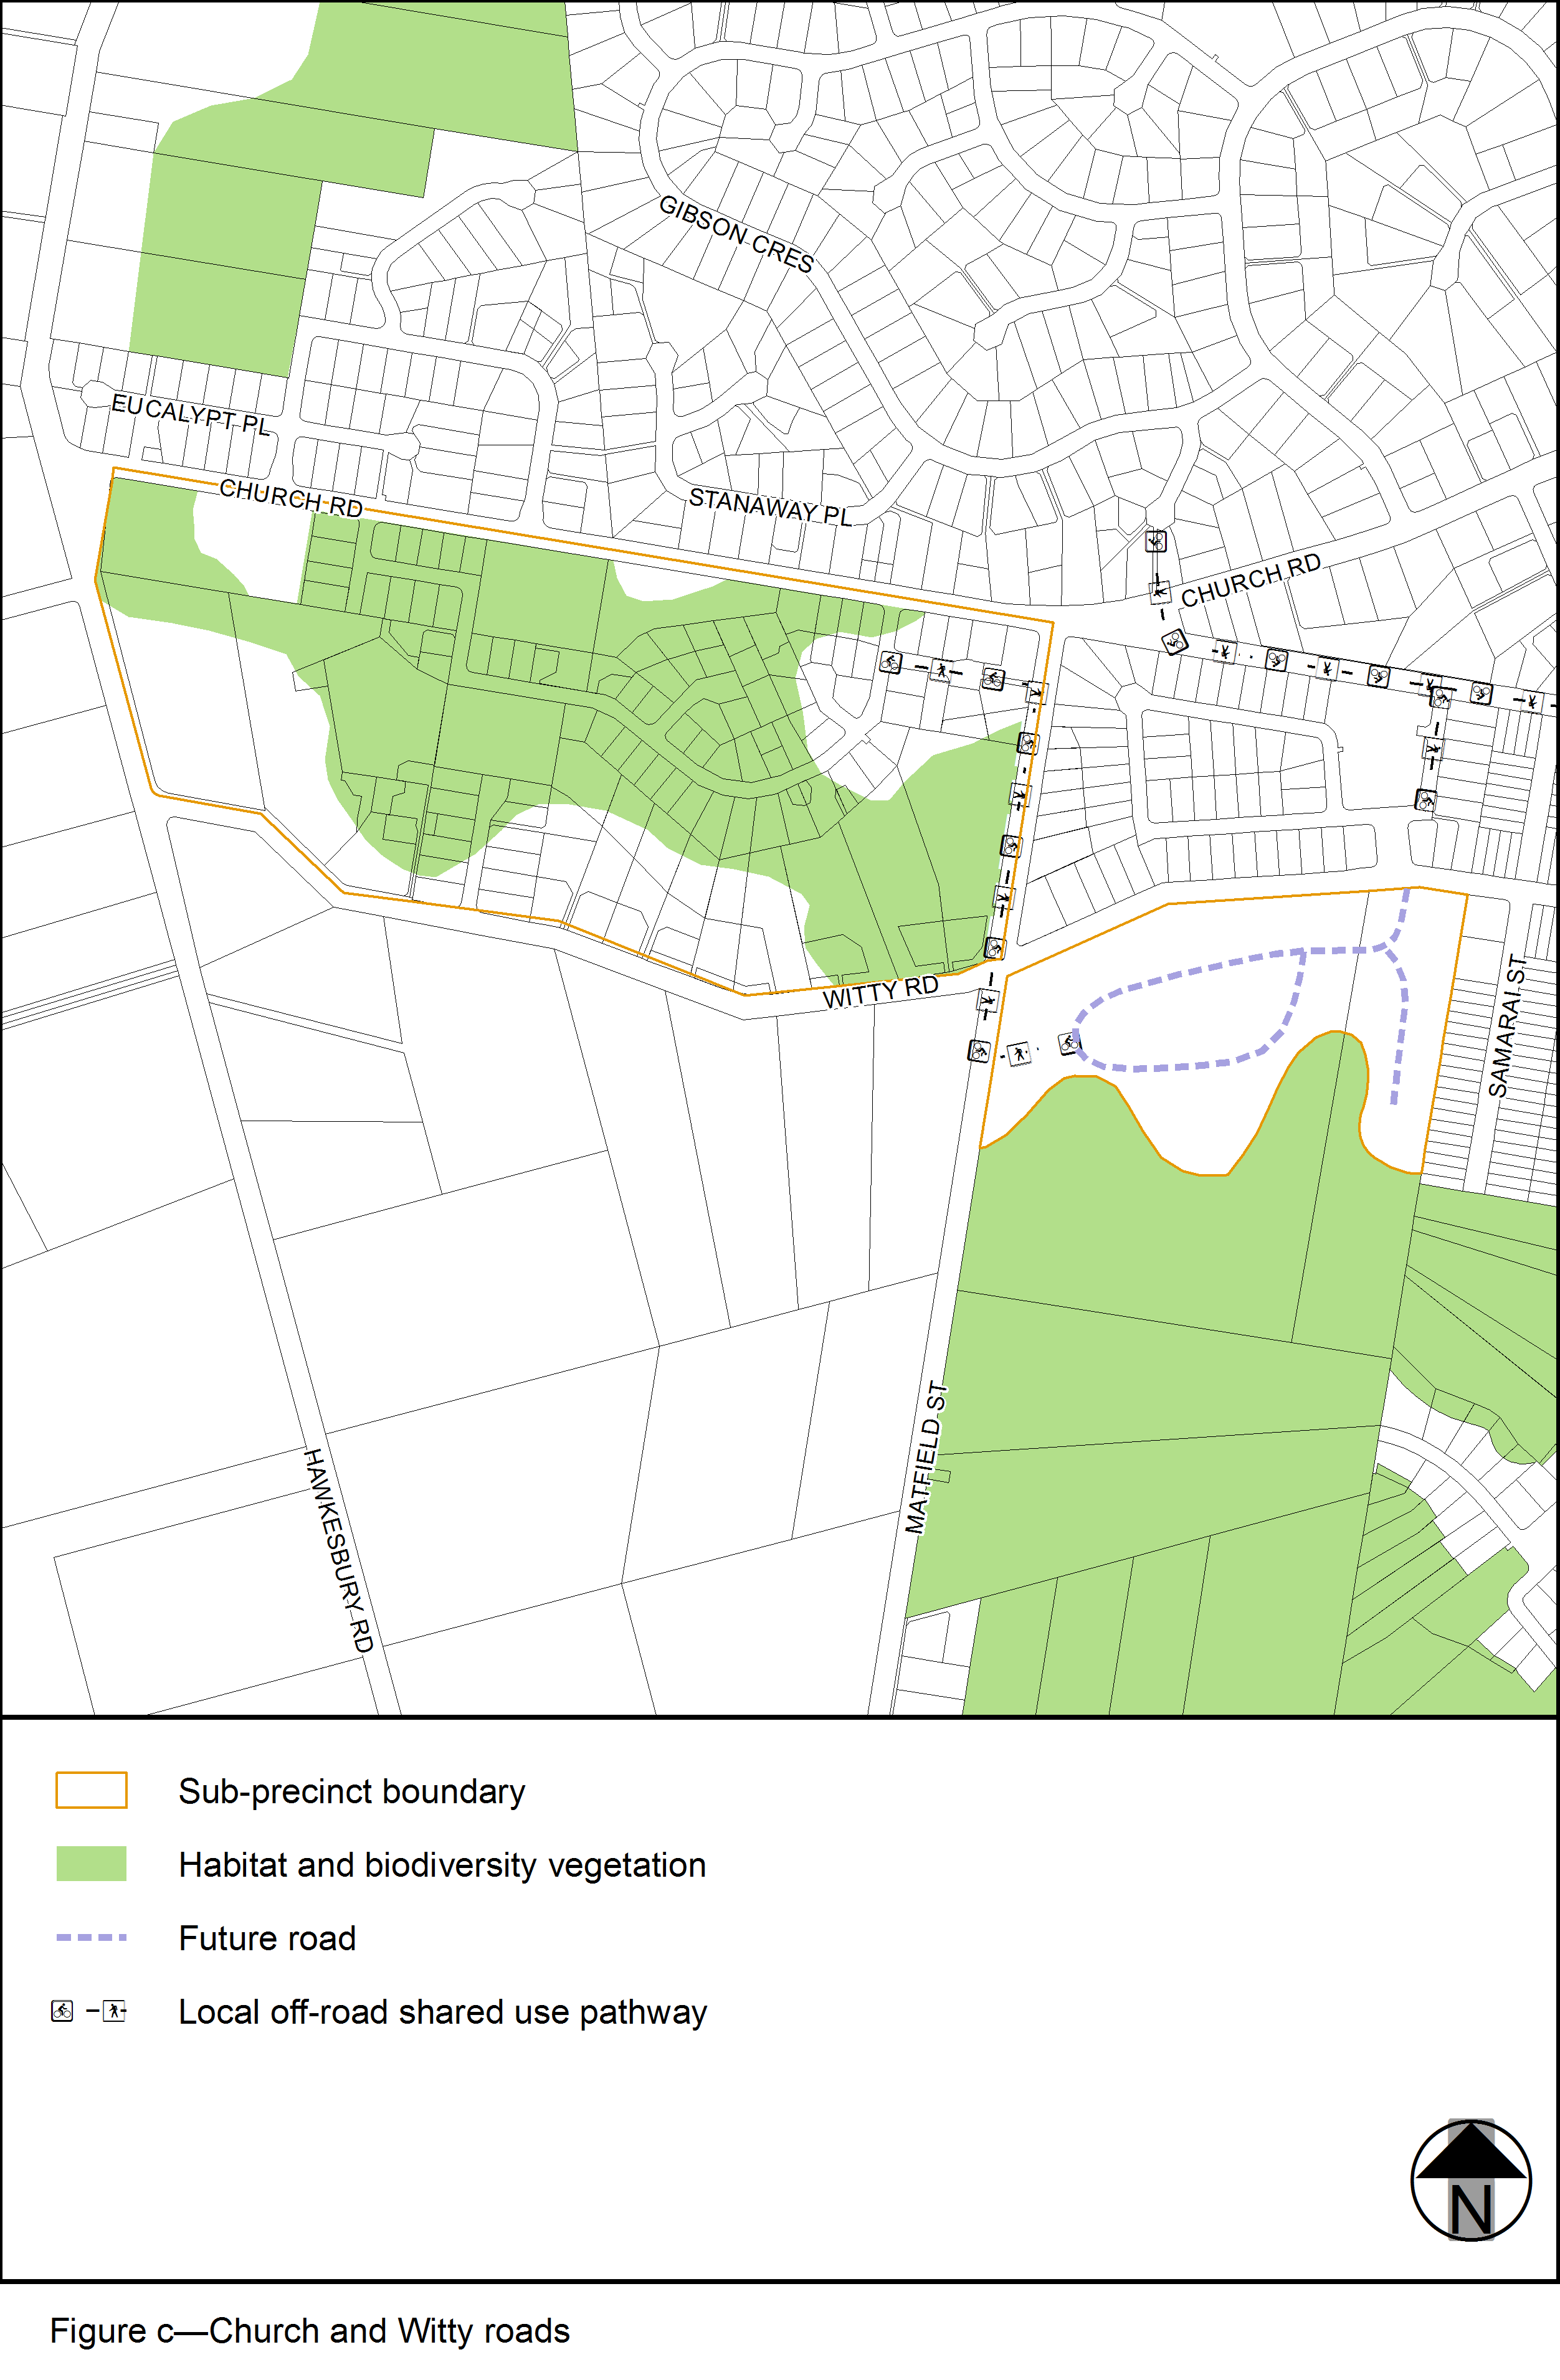 GIBSON CRES
EUCALYPT PL
CHURCH RD
STANAWAY PL
CHURCH RD
WITTY RD
SAMARAI ST
MATFIELD ST
HAWKESBURY RD
Sub-precinct boundary
Habitat and biodiversity vegetation
Future road
Local off-road shared use pathway
N
Figure c—Church and Witty roads